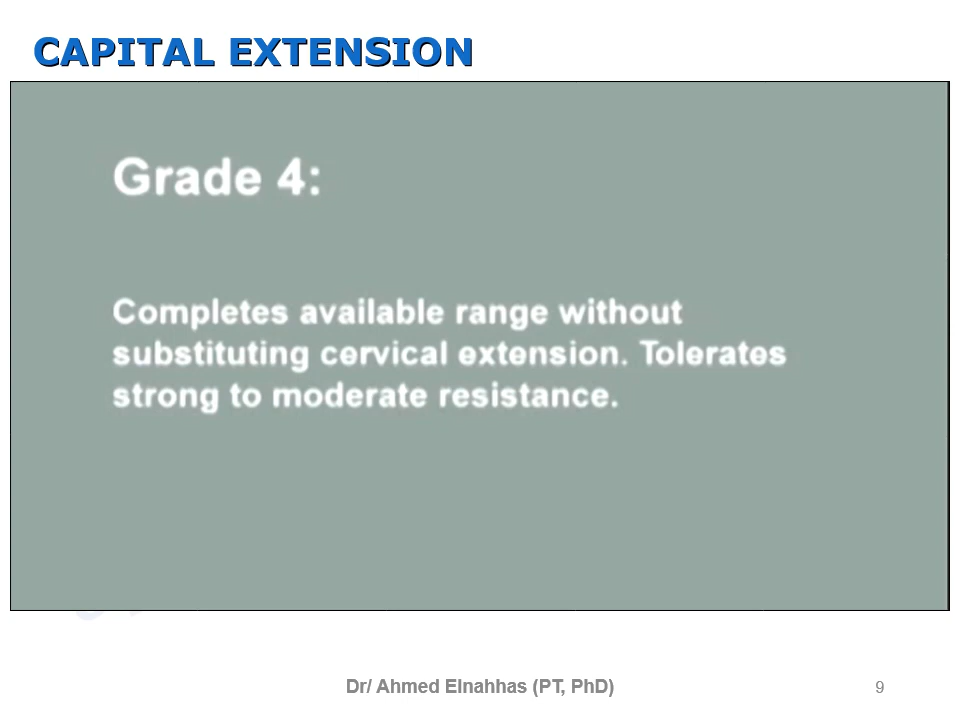 CAPITAL EXTENSION
Grade 4:
Completes available range without
substituting cervical extension. Tolerates
strong to moderate resistance.
Dr/ Ahmed Elnahhas (PT, PhD)
9